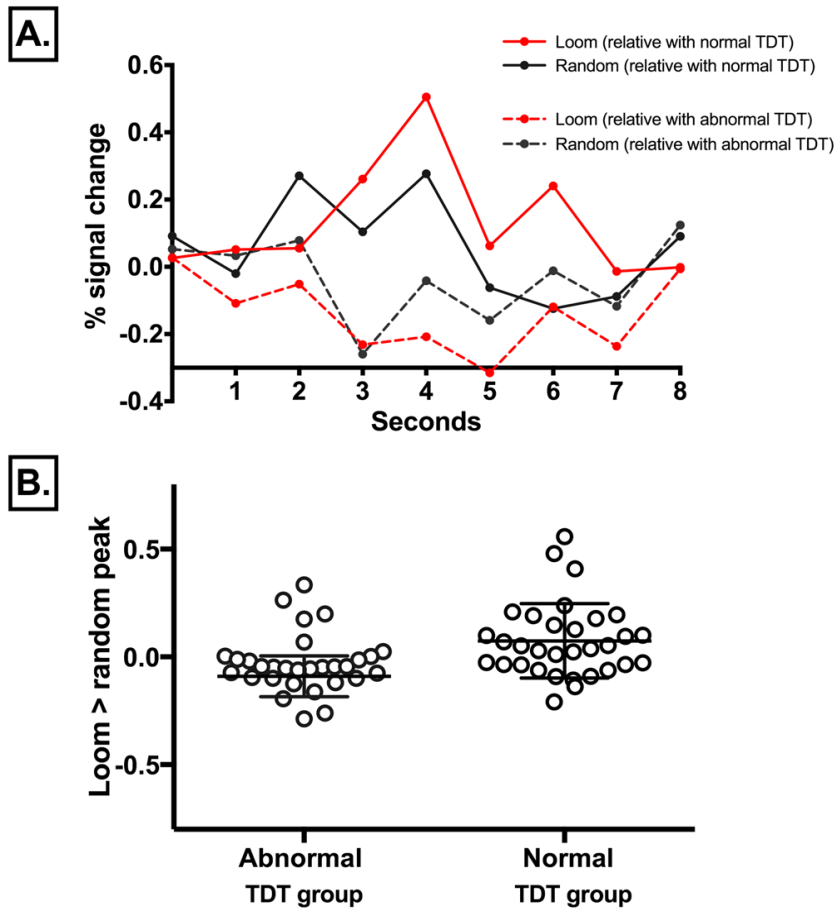 A.
Loom (relative with normal TDT)
Random (relative with normal TDT)
Loom (relative with abnormal TDT)
Random (relative with abnormal TDT)
% signal change
0.6
0.4
0.2
0.0
-0.2
-0.4
1 2 3 4 5 6 7 8
Seconds
B.
Loom > random peak
0.5
0.0
-0.5
Abnormal Normal
TDT group TDT group